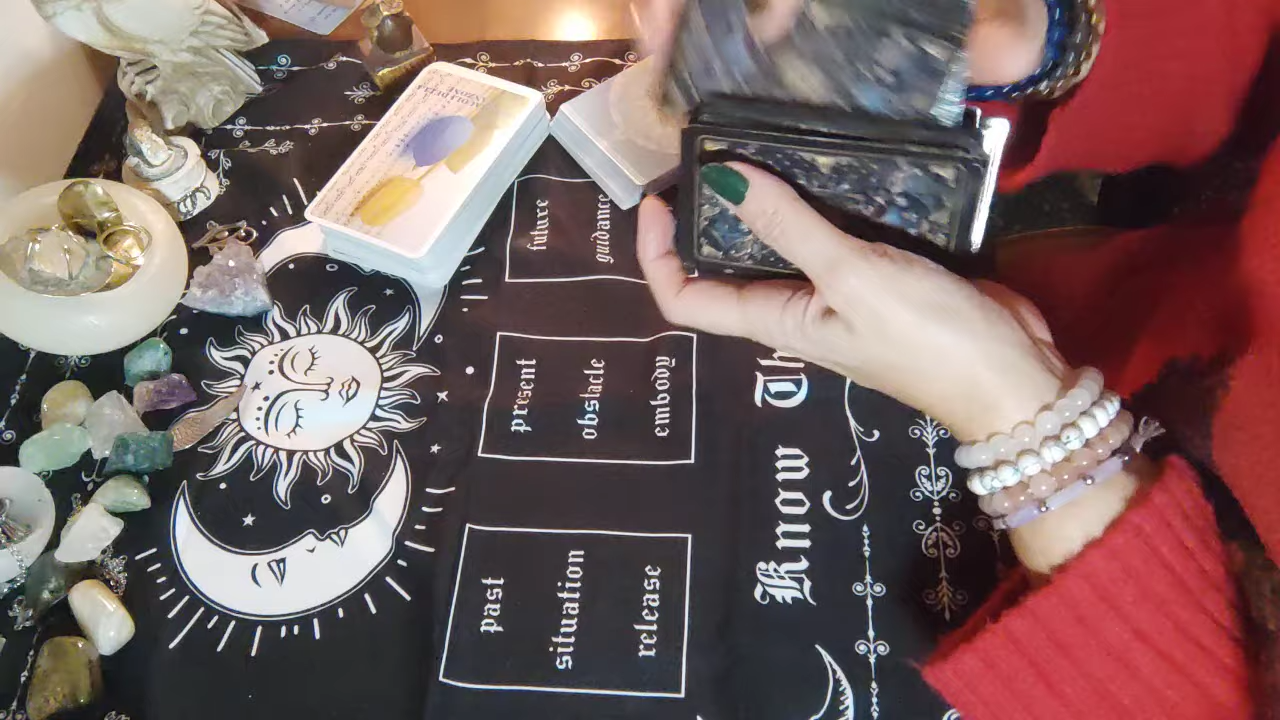 future
guidance
present
obstacle
embody
past
situation
release
Know Th